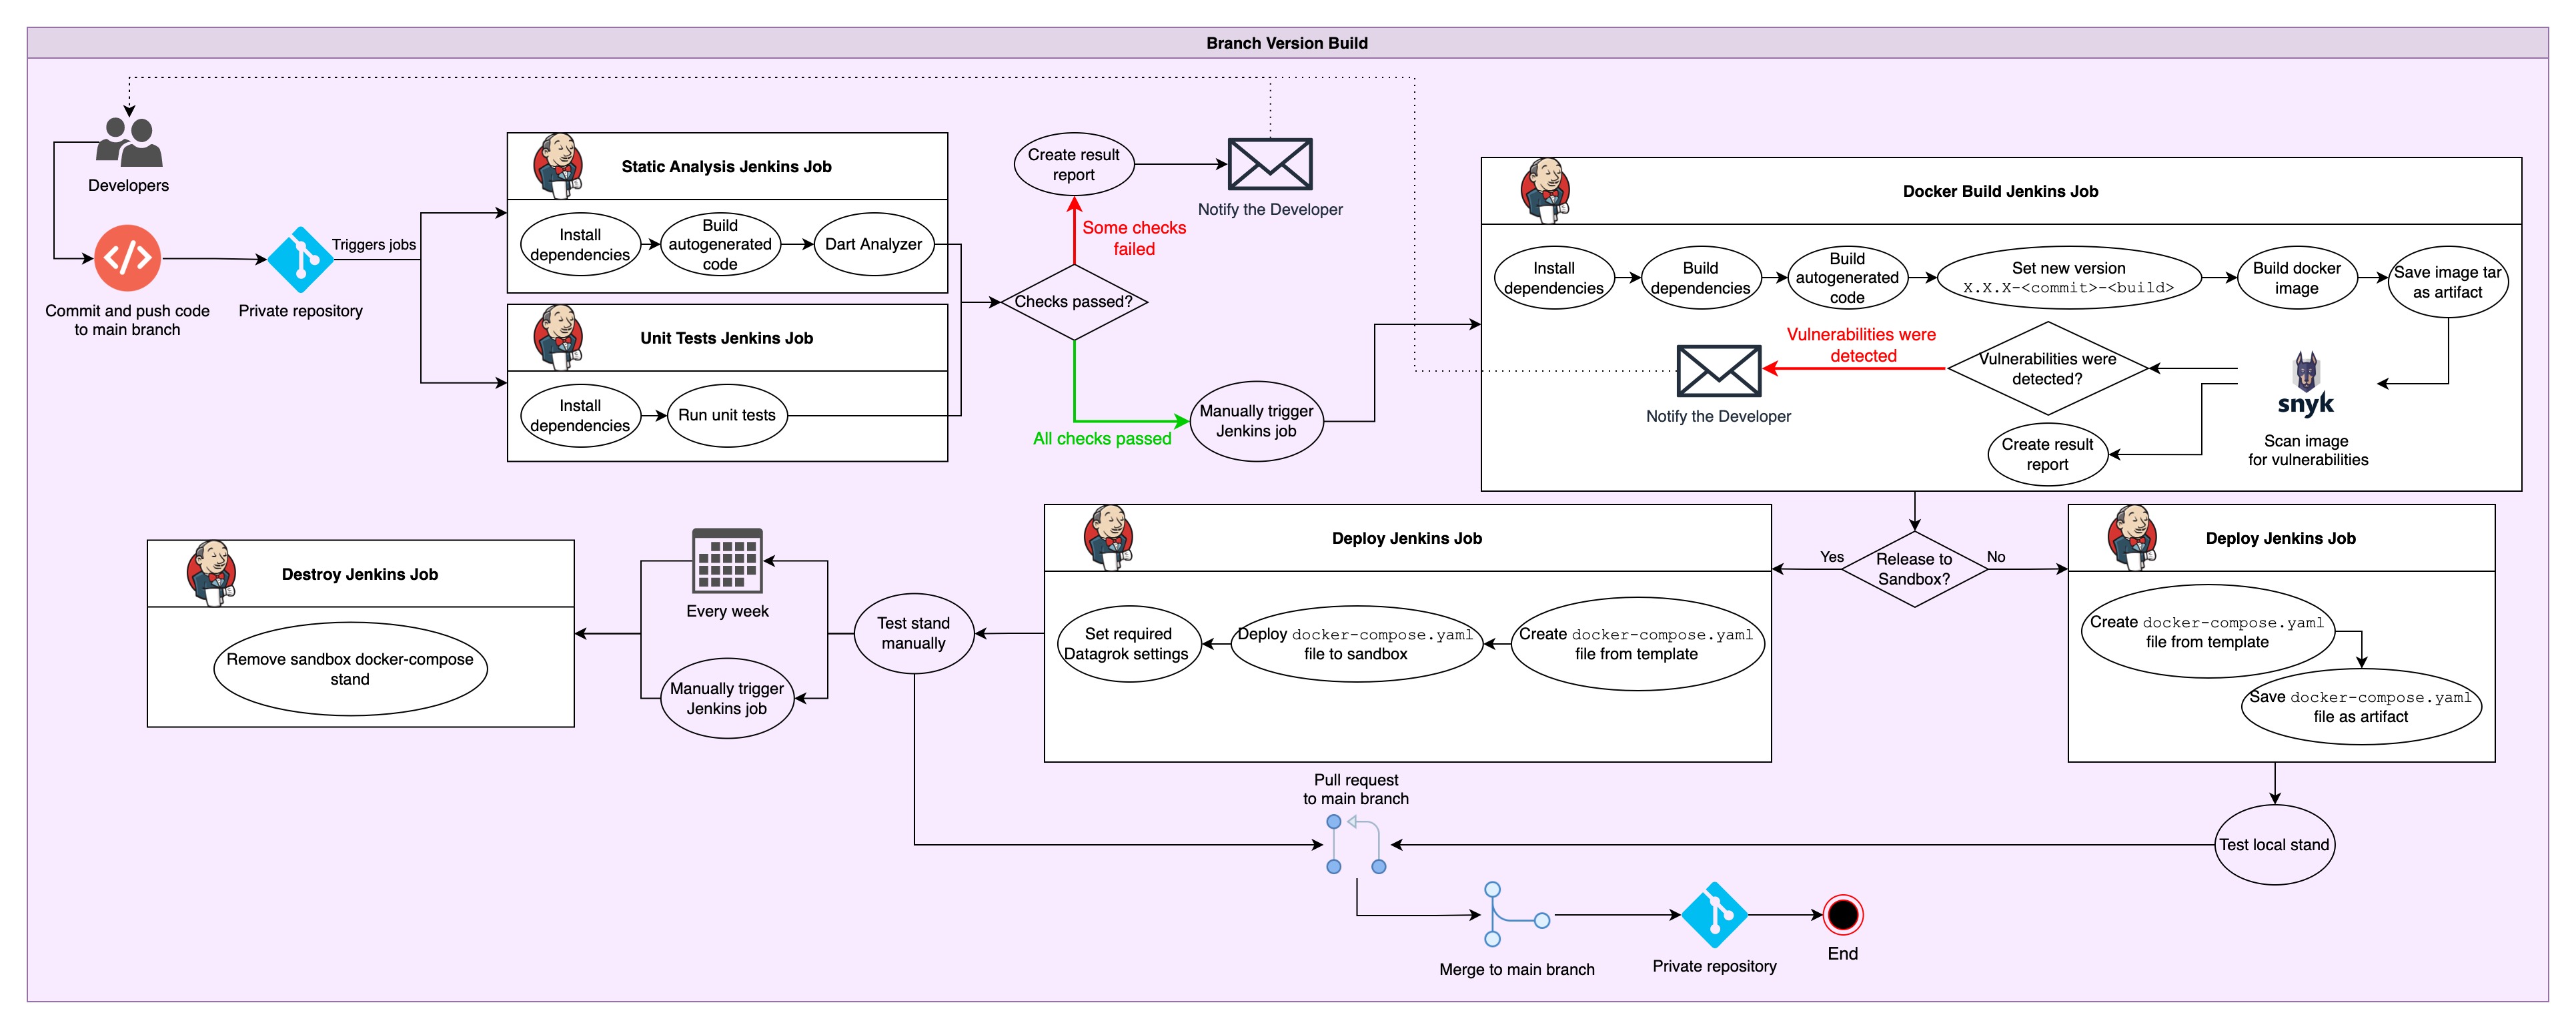 Branch Version Build
Developers
Commit and push code
to main branch
Private repository
Triggers jobs
Static Analysis Jenkins Job
Install
dependencies
Build
autogenerated
code
Dart Analyzer
Unit Tests Jenkins Job
Install
dependencies
Run unit tests
Checks passed?
Some checks
failed
Create result
report
Notify the Developer
All checks passed
Manually trigger
Jenkins job
Docker Build Jenkins Job
Install
dependencies
Build
dependencies
Build
autogenerated
code
Set new version
X.X.X-<commit>-<build>
Build docker
image
Save image tar
as artifact
snyk
Scan image
for vulnerabilities
Vulnerabilities were
detected?
Vulnerabilities were
detected
Notify the Developer
Create result
report
Release to
Sandbox?
Yes
No
Deploy Jenkins Job
Create docker-compose.yaml
file from template
Deploy docker-compose.yaml
file to sandbox
Set required
Datagrok settings
Deploy Jenkins Job
Create docker-compose.yaml
file from template
Save docker-compose.yaml
file as artifact
Test stand
manually
Every week
Manually trigger
Jenkins job
Destroy Jenkins Job
Remove sandbox docker-compose
stand
Test local stand
Pull request
to main branch
Merge to main branch
Private repository
End